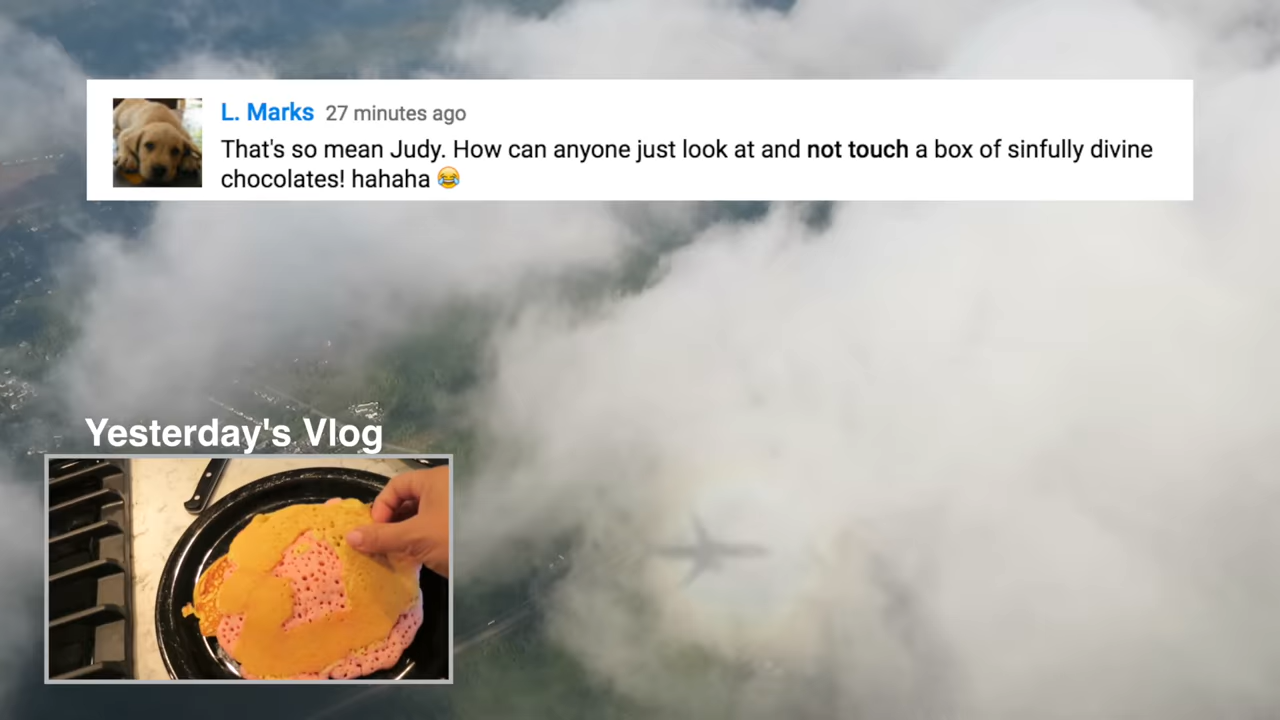 L. Marks 27 minutes ago
That's so mean Judy. How can anyone just look at and not touch a box of sinfully divine
chocolates! hahaha 😂
Yesterday's Vlog